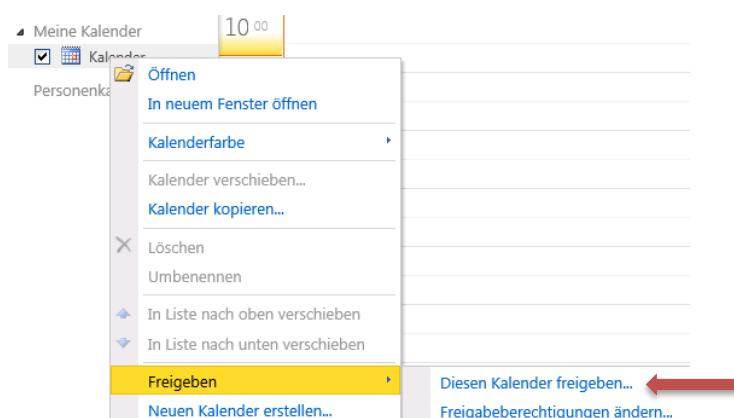 Meine Kalender
10 00
Kalender
Öffnen
Personenka
In neuem Fenster öffnen
Kalenderfarbe
Kalender verschieben...
Kalender kopieren...
Löschen
Umbenennen
In Liste nach oben verschieben
In Liste nach unten verschieben
Freigeben
Diesen Kalender freigeben...
Neuen Kalender erstellen...
Freigabeberechtigungen ändern...